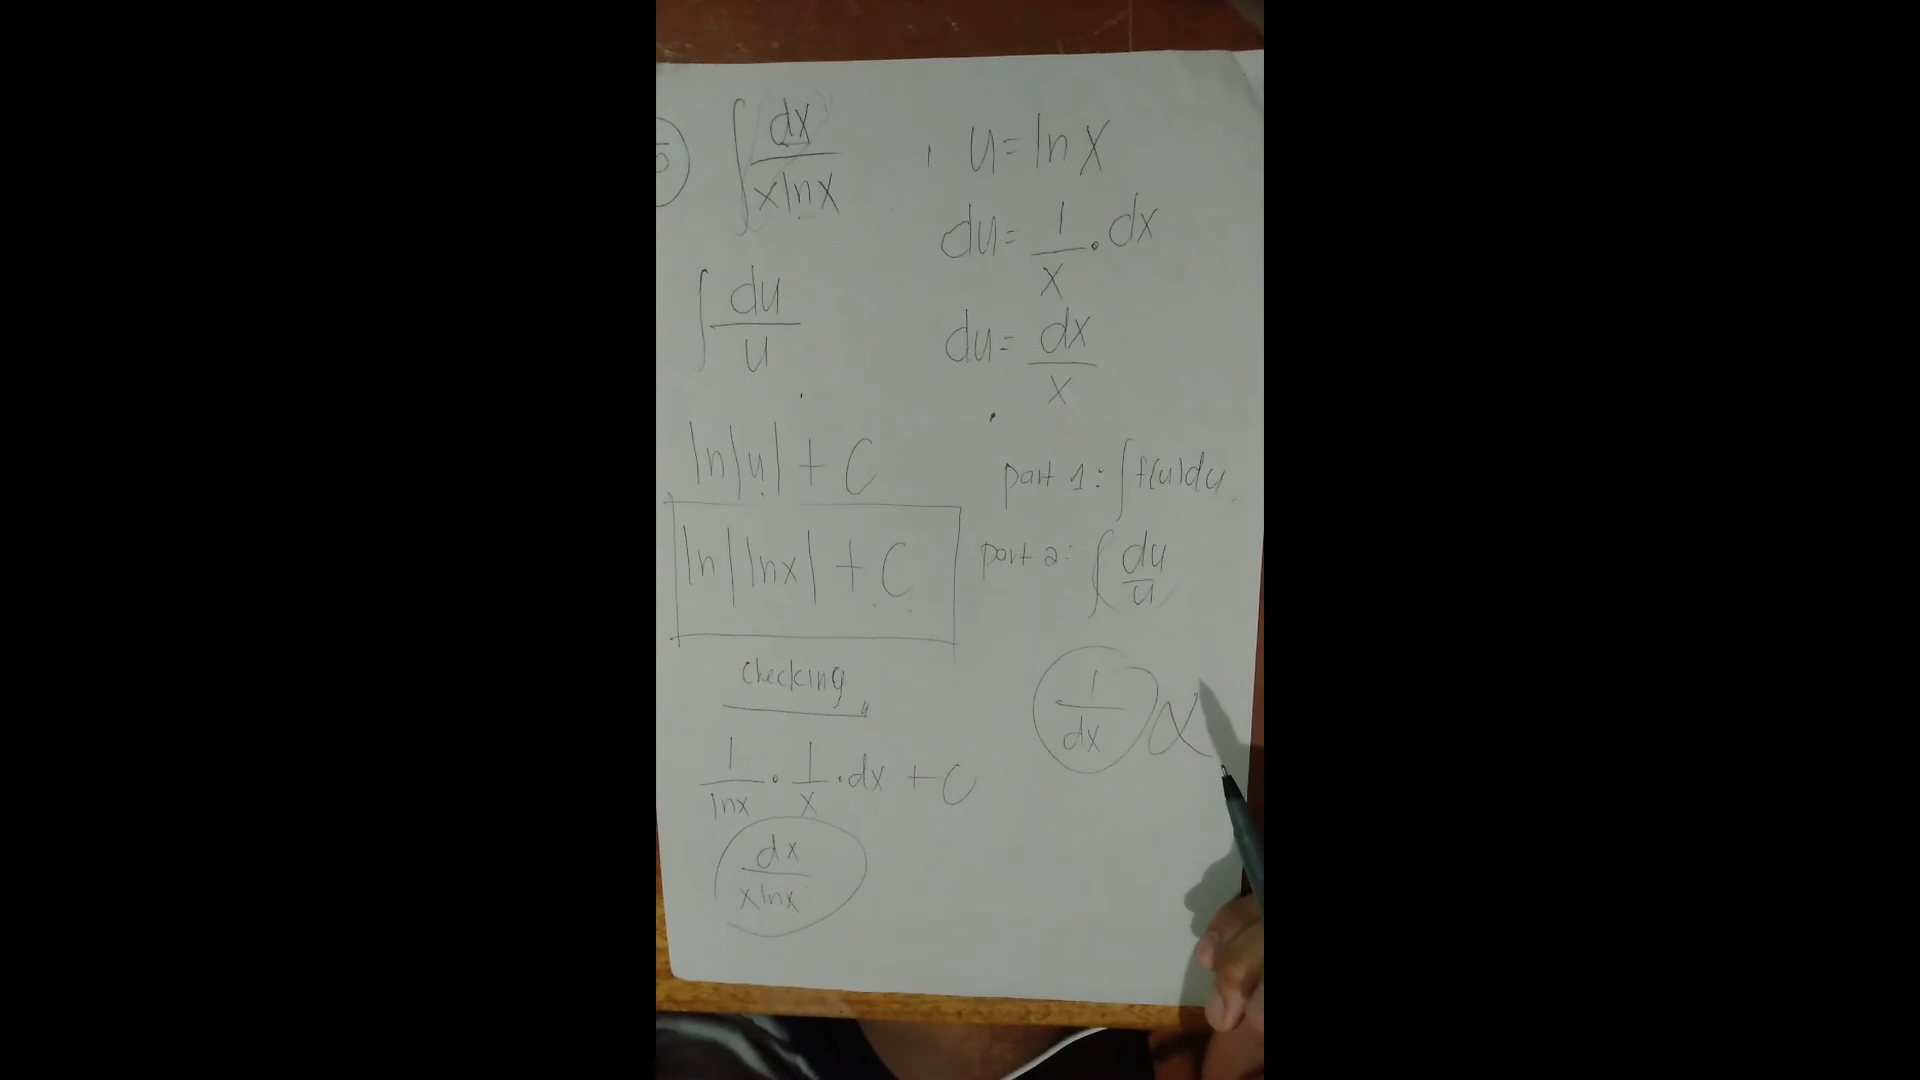 5
∫ dx / x ln x
∫ du / u
ln|u| + C
ln|ln x| + C
checking
1/ln x · 1/x · dx + C
dx / x ln x
u = ln x
du = 1/x · dx
du = dx / x
part 1: ∫ f(u) du
part 2: ∫ du / u
1 / dx